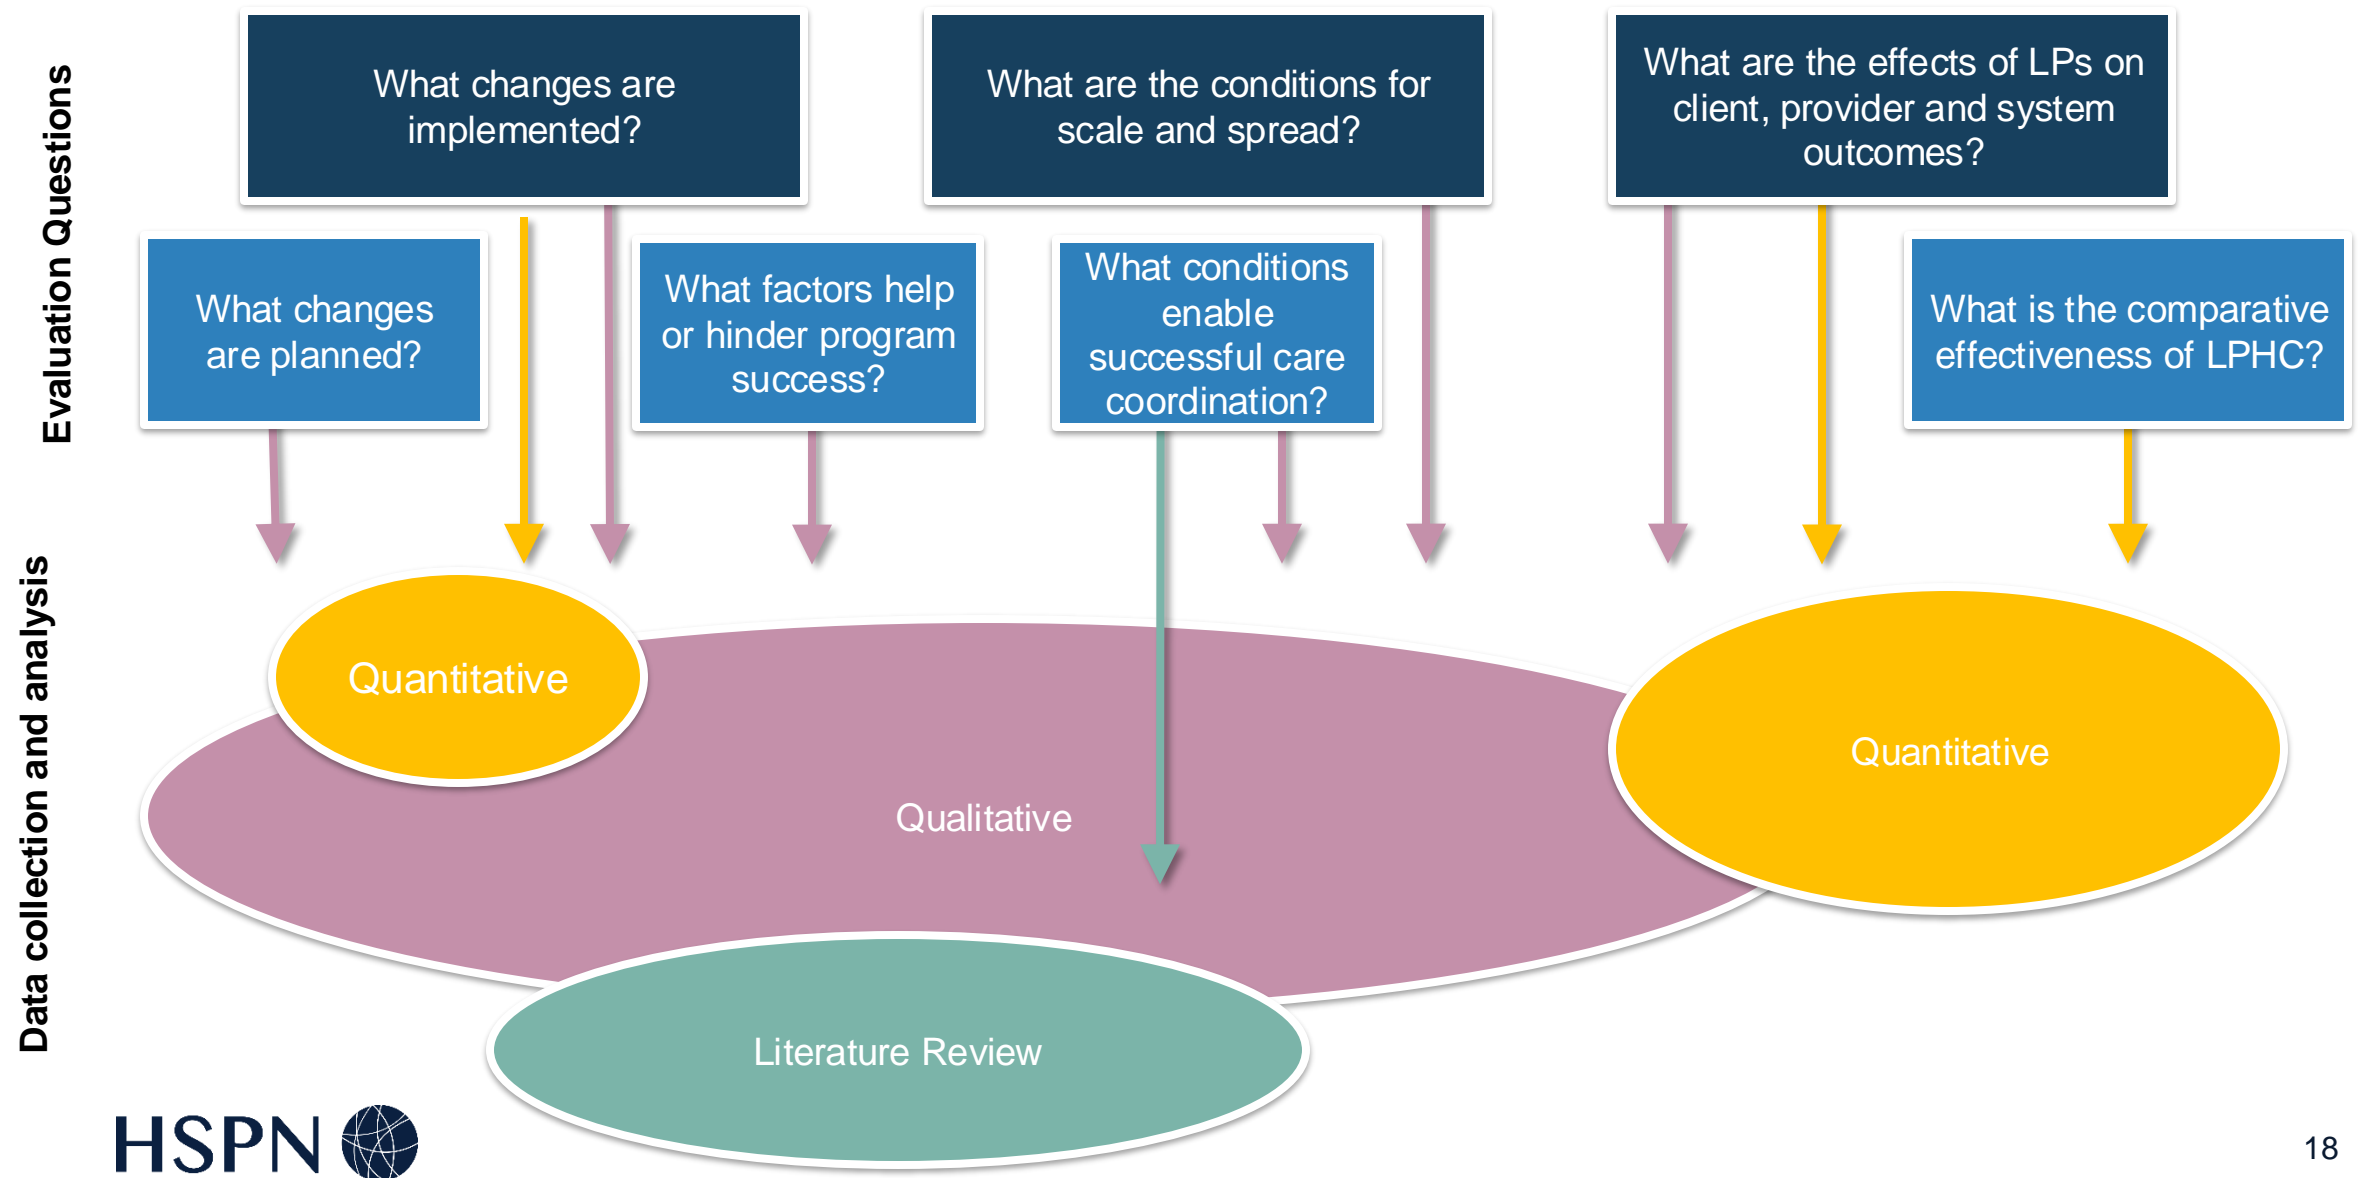 Evaluation Questions
What changes are
implemented?
What are the conditions for
scale and spread?
What are the effects of LPs on
client, provider and system
outcomes?
What changes
are planned?
What factors help
or hinder program
success?
What conditions
enable
successful care
coordination?
What is the comparative
effectiveness of LPHC?
Data collection and analysis
Quantitative
Qualitative
Quantitative
Literature Review
HSPN
18